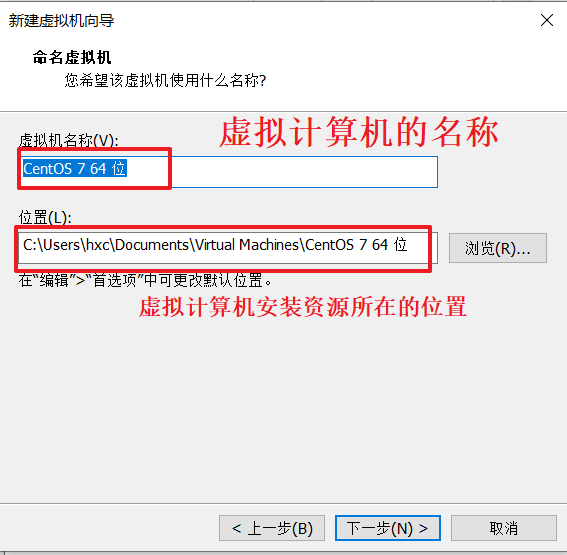 新建虚拟机向导
命名虚拟机
您希望该虚拟机使用什么名称?
虚拟机名称(V):
虚拟计算机的名称
CentOS 7 64 位
位置(L):
C:\Users\hxc\Documents\Virtual Machines\CentOS 7 64 位
浏览(R)...
在“编辑”>“首选项”中可更改默认位置。
虚拟计算机安装资源所在的位置
< 上一步(B)
下一步(N) >
取消